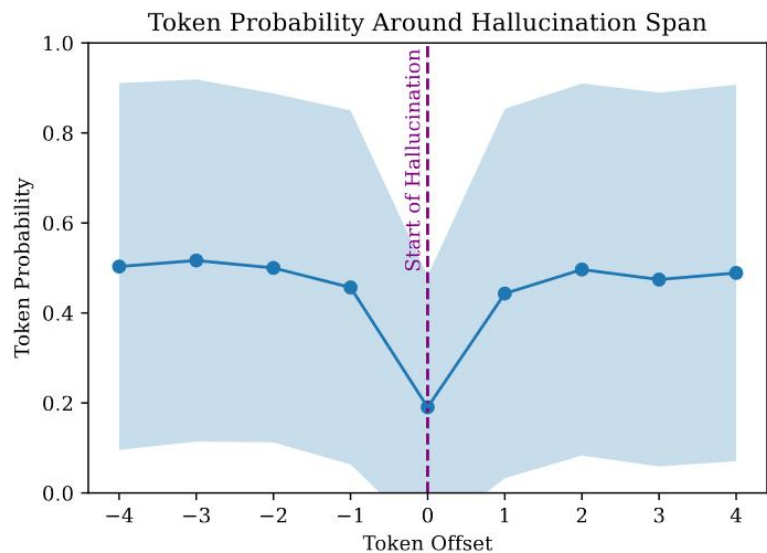 Token Probability Around Hallucination Span
1.0
0.8
0.6
0.4
0.2
0.0
Token Probability
Start of Hallucination
−4 −3 −2 −1 0 1 2 3 4
Token Offset